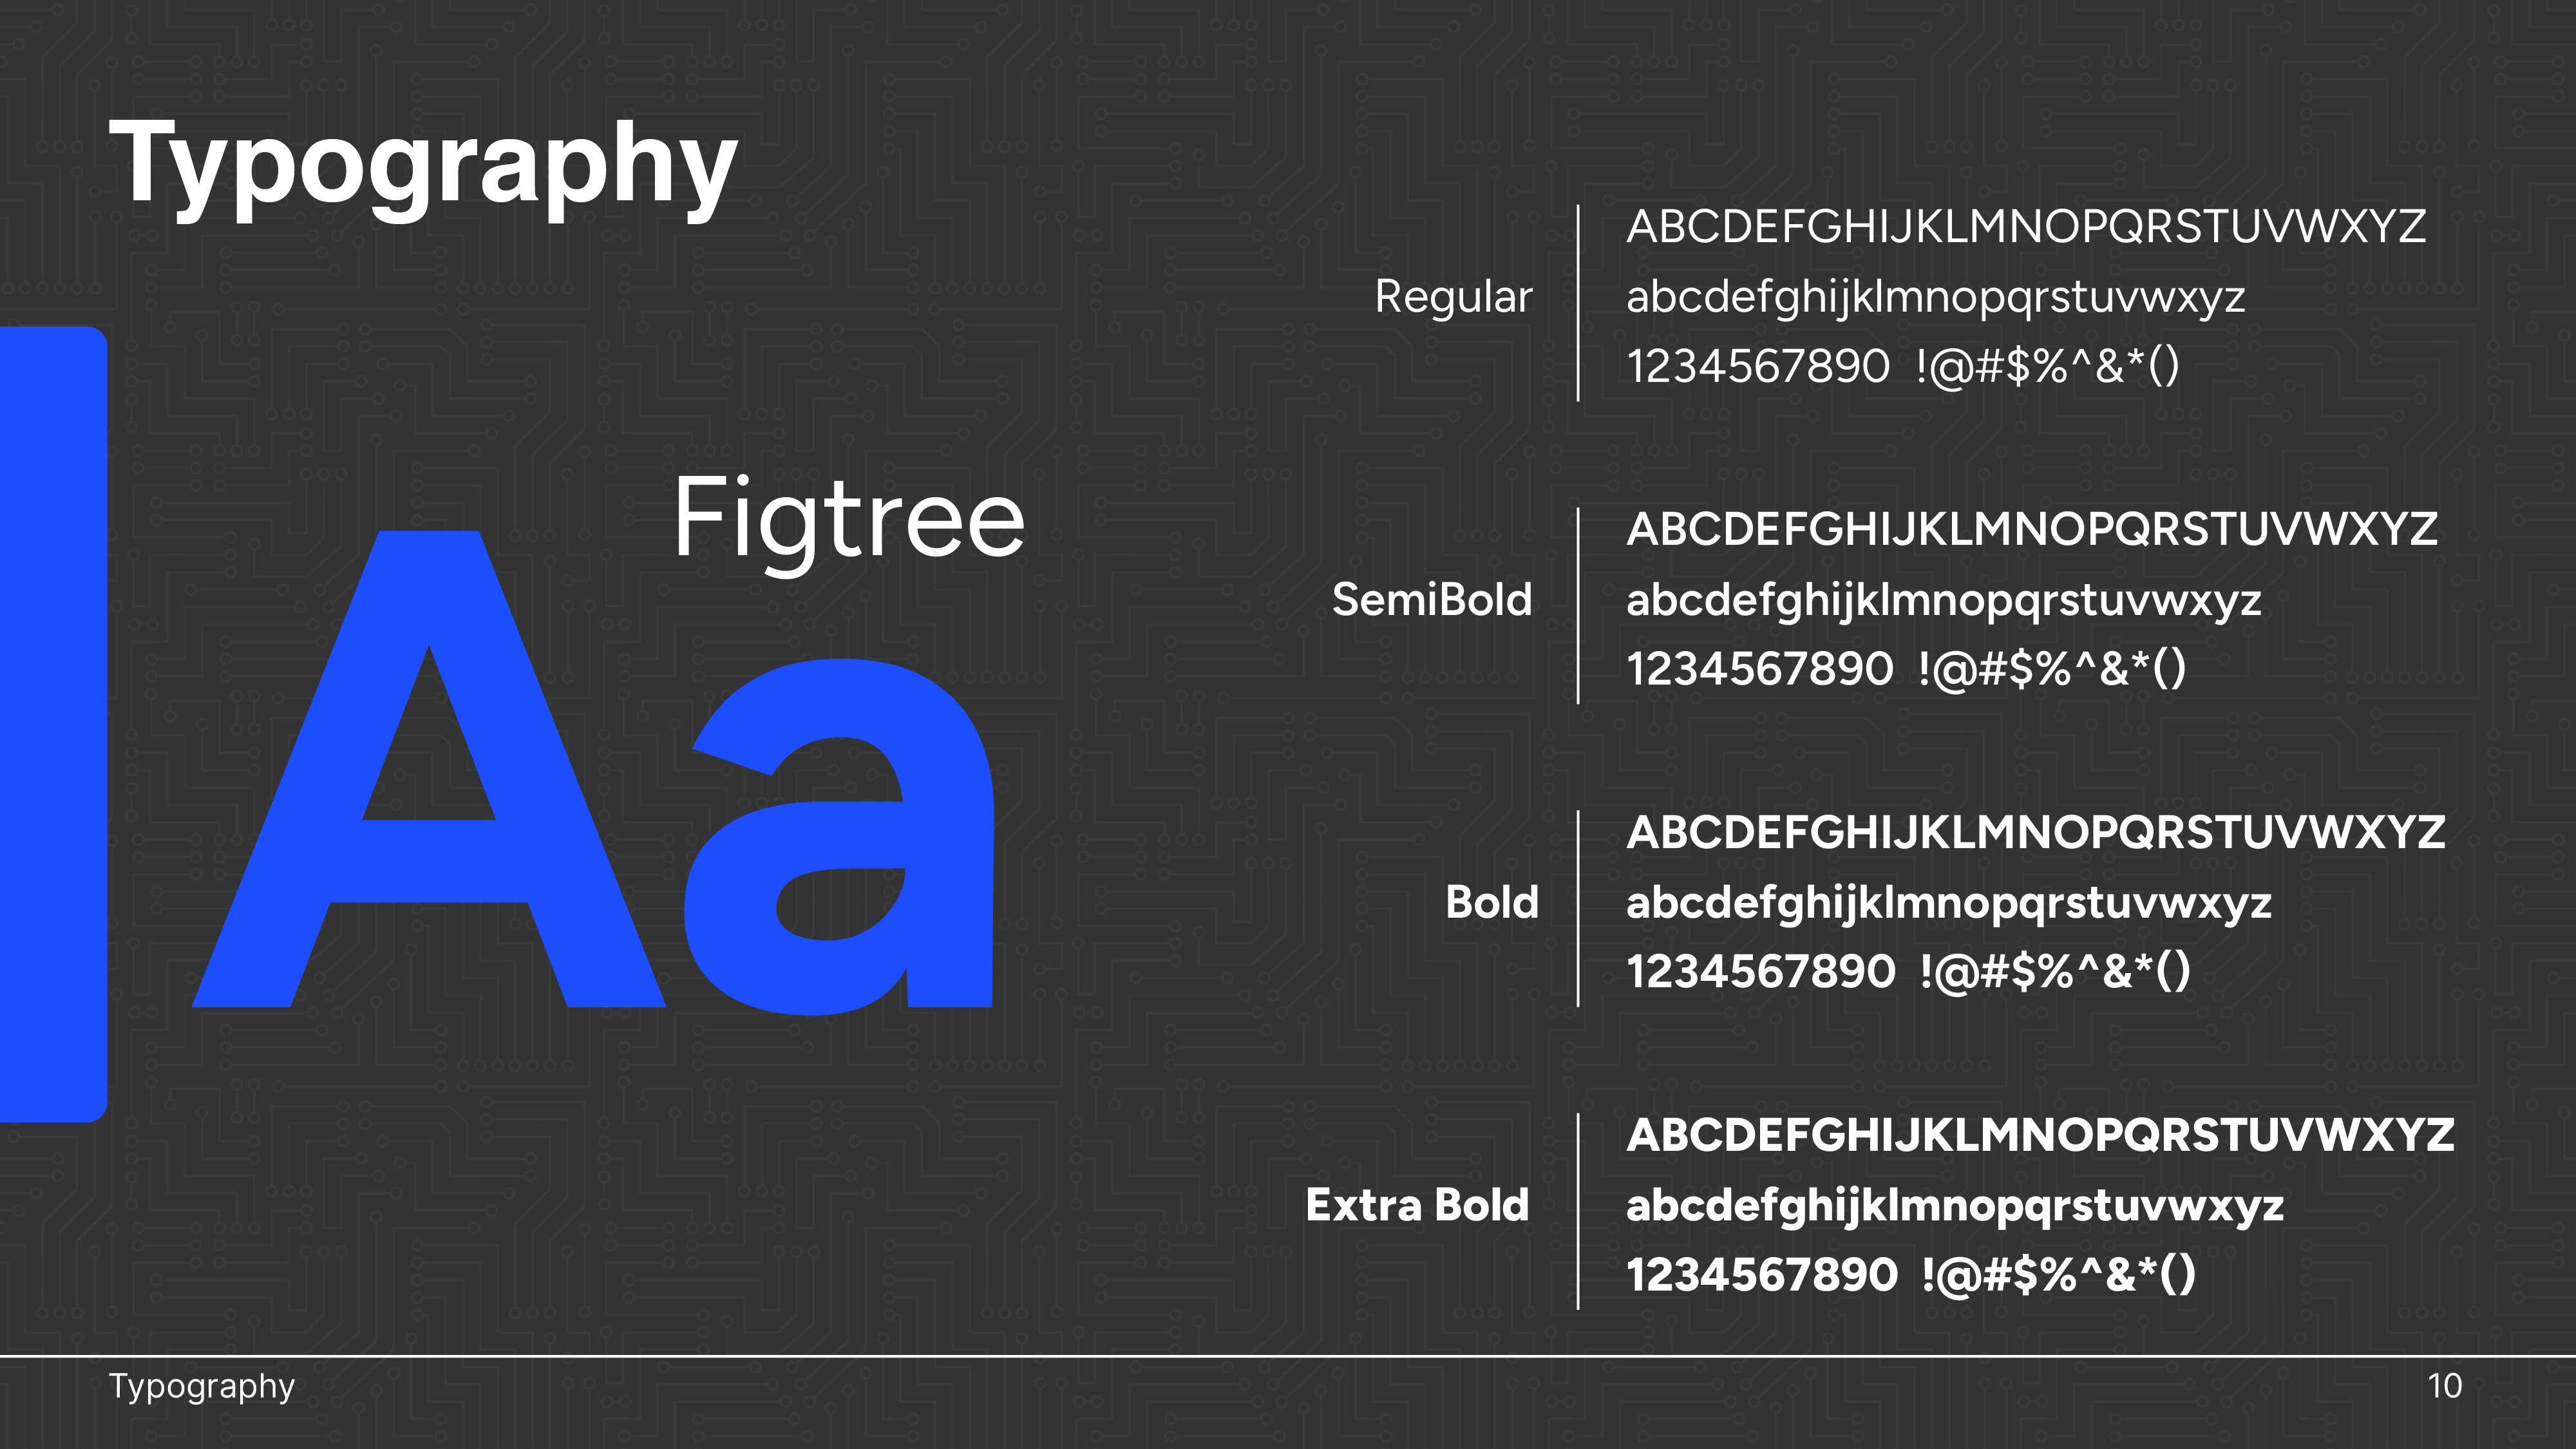 Typography
Figtree
Aa
Regular
ABCDEFGHIJKLMNOPQRSTUVWXYZ
abcdefghijklmnopqrstuvwxyz
1234567890 !@#$%^&*()
SemiBold
ABCDEFGHIJKLMNOPQRSTUVWXYZ
abcdefghijklmnopqrstuvwxyz
1234567890 !@#$%^&*()
Bold
ABCDEFGHIJKLMNOPQRSTUVWXYZ
abcdefghijklmnopqrstuvwxyz
1234567890 !@#$%^&*()
Extra Bold
ABCDEFGHIJKLMNOPQRSTUVWXYZ
abcdefghijklmnopqrstuvwxyz
1234567890 !@#$%^&*()
Typography
10